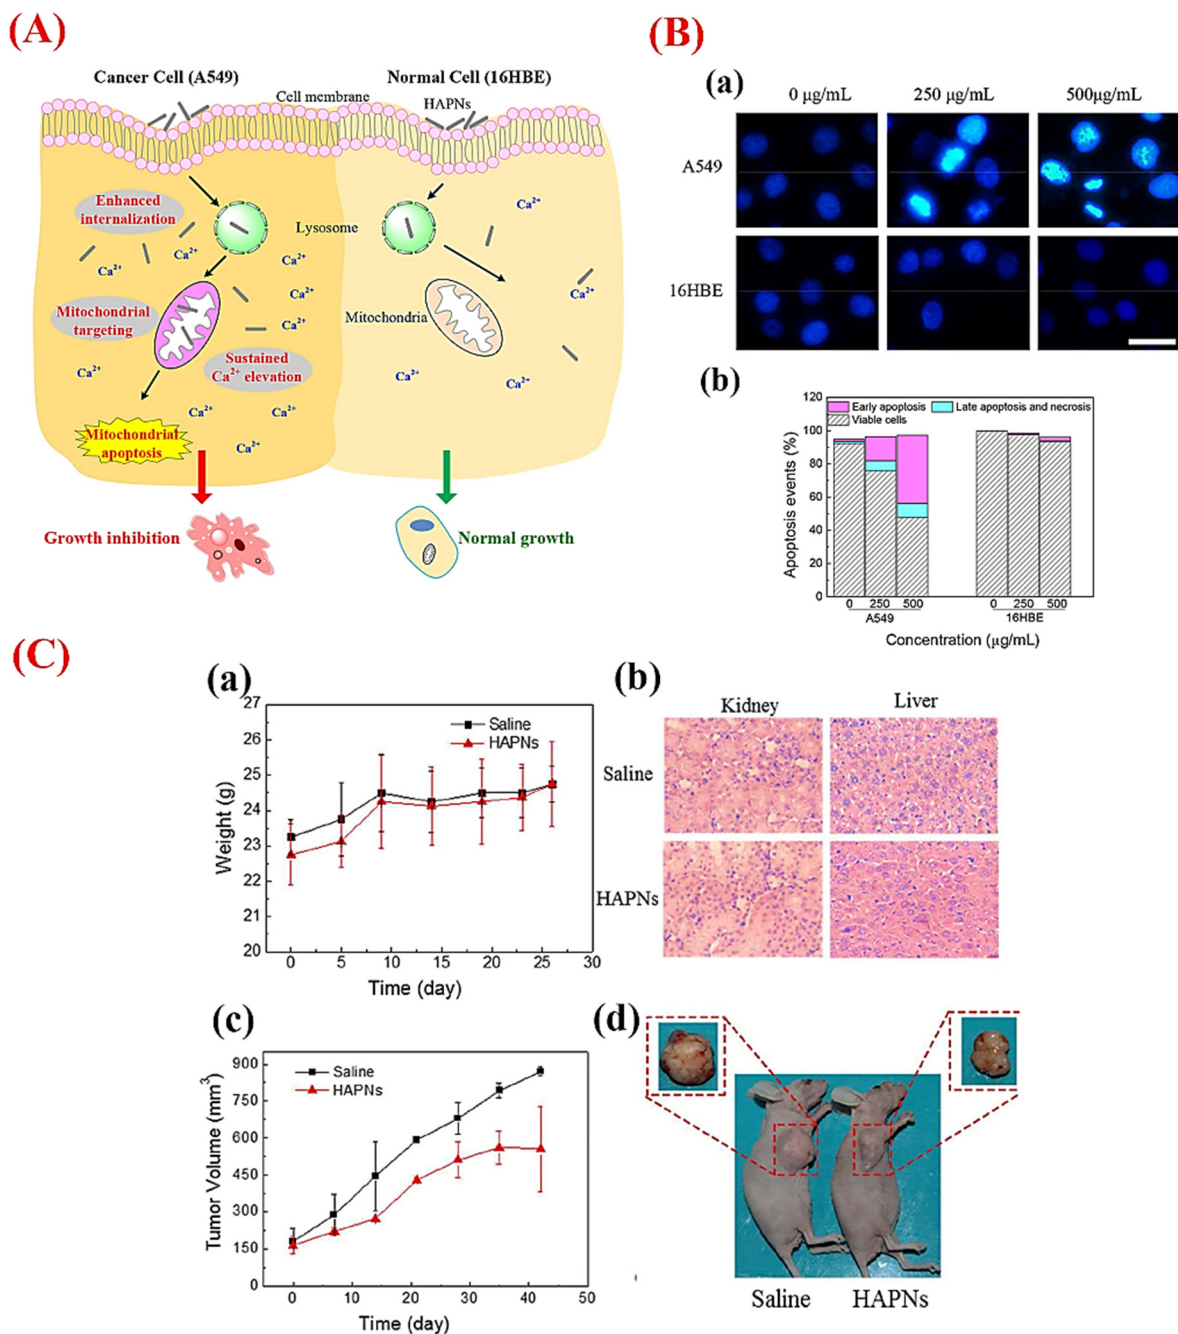 (A)
Cancer Cell (A549)
Normal Cell (16HBE)
Cell membrane
HAPNs
Enhanced
internalization
Lysosome
Ca2+
Ca2+
Ca2+
Ca2+
Ca2+
Ca2+
Ca2+
Ca2+
Ca2+
Mitochondrial
targeting
Mitochondria
Ca2+
Ca2+
Sustained
Ca2+ elevation
Ca2+
Ca2+
Ca2+
Ca2+
Ca2+
Mitochondrial
apoptosis
Ca2+
Growth inhibition
Normal growth
(B)
(a)
0 μg/mL 250 μg/mL 500μg/mL
A549
16HBE
(b)
Early apoptosis Late apoptosis and necrosis
Viable cells
Apoptosis events (%)
120
100
80
60
40
20
0
0 250 500 0 250 500
A549 16HBE
Concentration (μg/mL)
(C)
(a)
Saline
HAPNs
Weight (g)
27
26
25
24
23
22
21
20
0 5 10 15 20 25 30
Time (day)
(b)
Kidney Liver
Saline
HAPNs
(c)
Saline
HAPNs
Tumor Volume (mm3)
900
750
600
450
300
150
0
0 10 20 30 40 50
Time (day)
(d)
Saline HAPNs